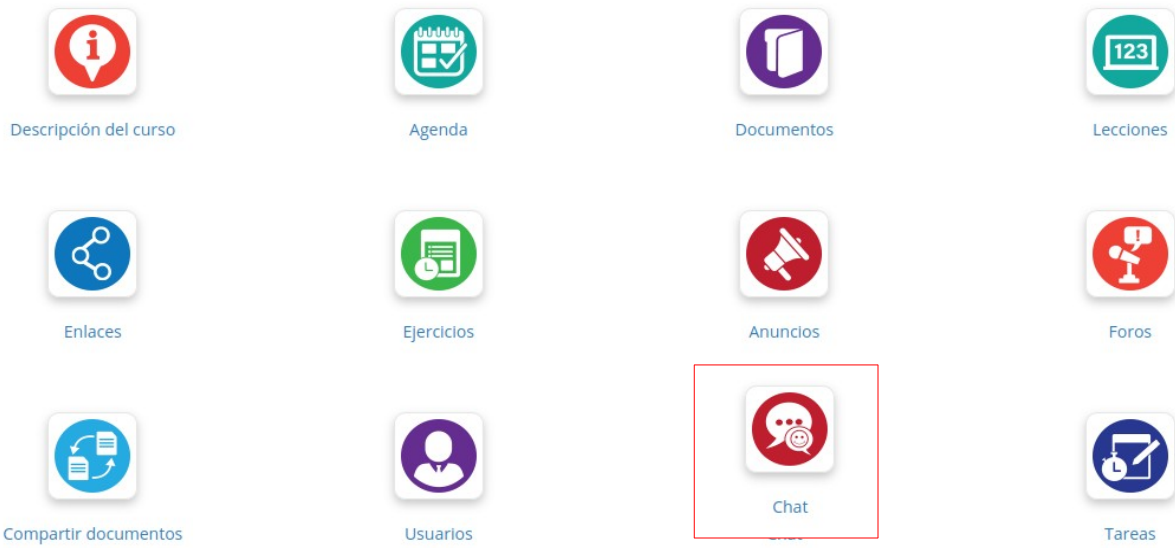 123
Descripción del curso
Agenda
Documentos
Lecciones
Enlaces
Ejercicios
Anuncios
Foros
Compartir documentos
Usuarios
Chat
Tareas